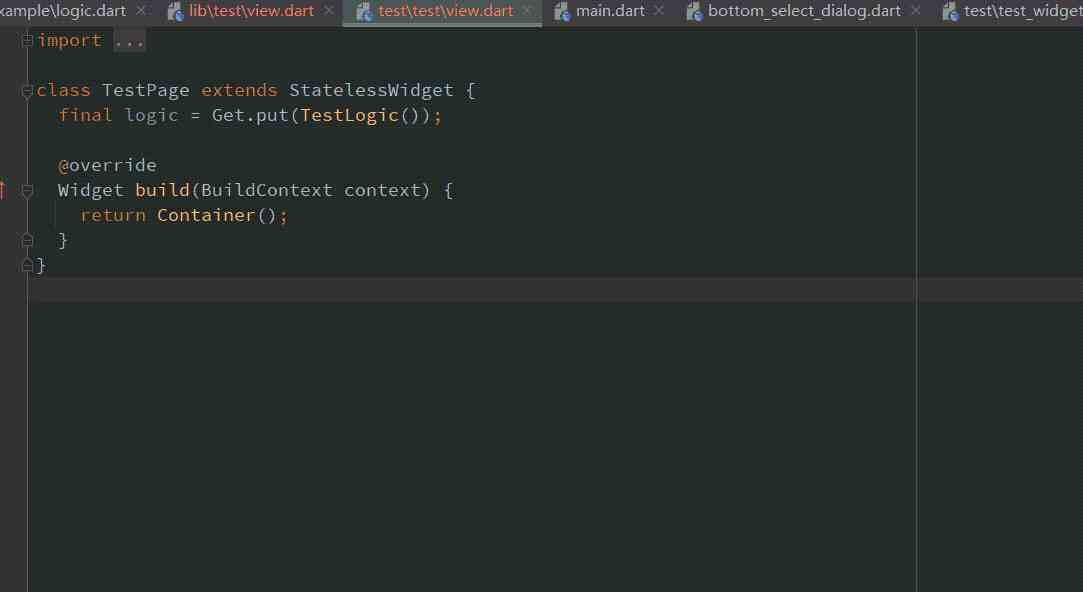 xample\logic.dart lib\test\view.dart test\test\view.dart main.dart bottom_select_dialog.dart test\test_widget
import ...
class TestPage extends StatelessWidget {
final logic = Get.put(TestLogic());
@override
Widget build(BuildContext context) {
return Container();
}
}